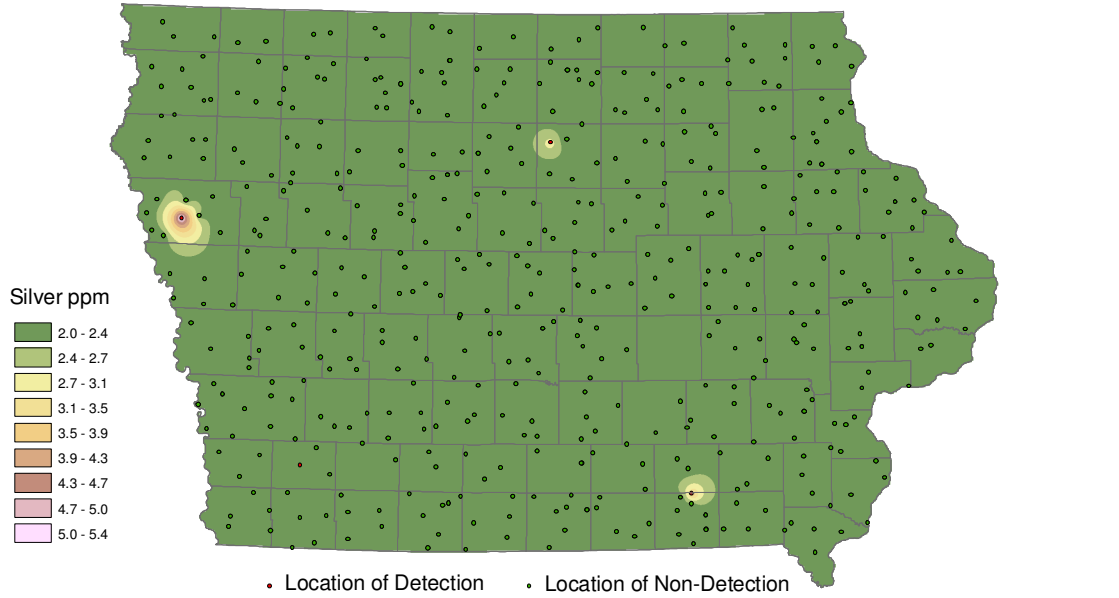 Silver ppm
2.0 - 2.4
2.4 - 2.7
2.7 - 3.1
3.1 - 3.5
3.5 - 3.9
3.9 - 4.3
4.3 - 4.7
4.7 - 5.0
5.0 - 5.4
Location of Detection Location of Non-Detection